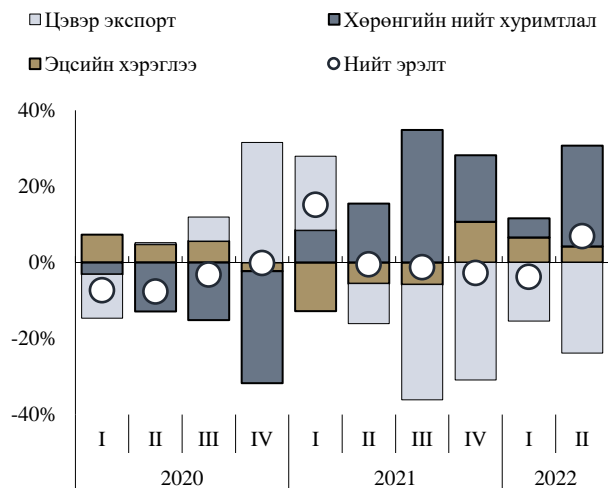 Цэвэр экспорт
Хөрөнгийн нийт хуримтлал
Эцсийн хэрэглээ
Нийт эрэлт
40%
20%
0%
-20%
-40%
I II III IV I II III IV I II
2020 2021 2022